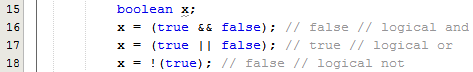 15 boolean x;
16 x = (true && false); // false // logical and
17 x = (true || false); // true // logical or
18 x = !(true); // false // logical not